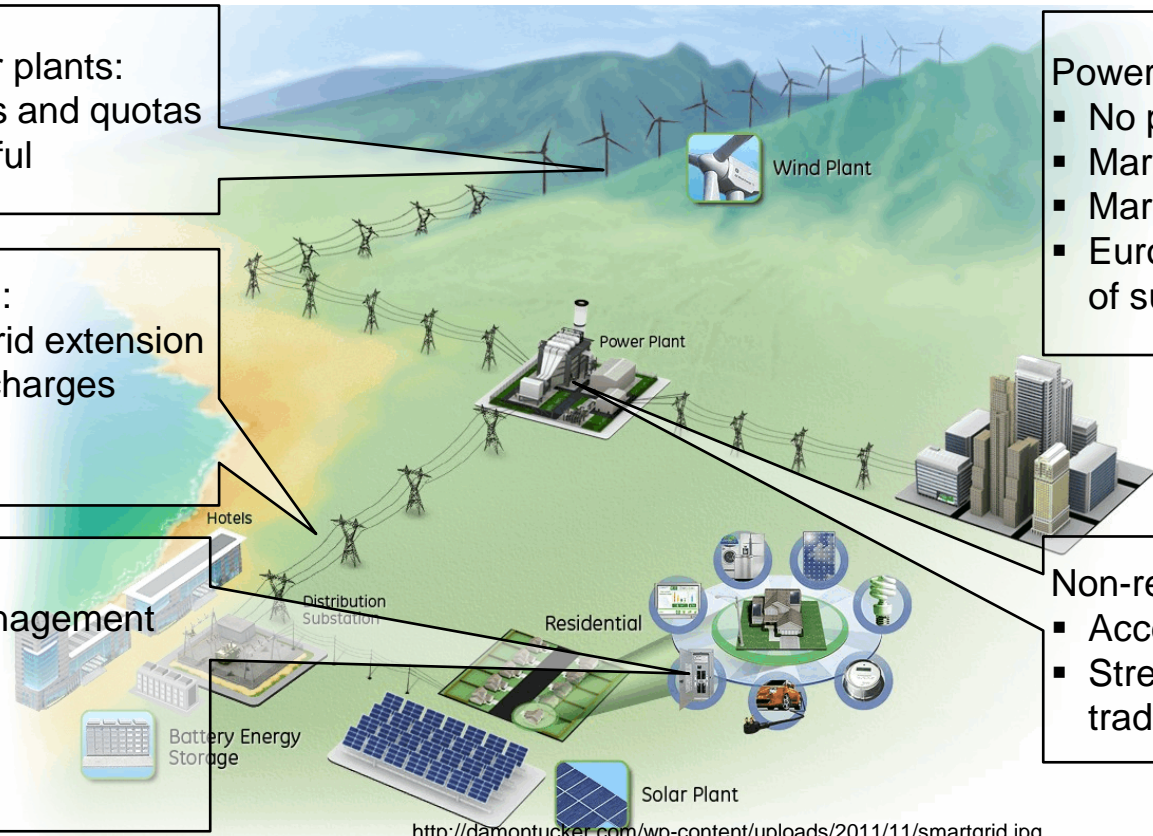 r plants:
s and quotas
ful
:
rid extension
charges
nagement
Power
▪ No p
▪ Mar
▪ Mar
▪ Euro
of su
Non-re
▪ Acce
▪ Stre
trad
Wind Plant
Power Plant
Hotels
Distribution
Substation
Residential
Battery Energy
Storage
Solar Plant
http://damontucker.com/wp-content/uploads/2011/11/smartgrid.jpg